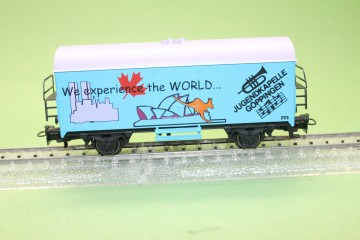 We experience the WORLD...
JUGENDKAPELLE
GÖPPINGEN
m